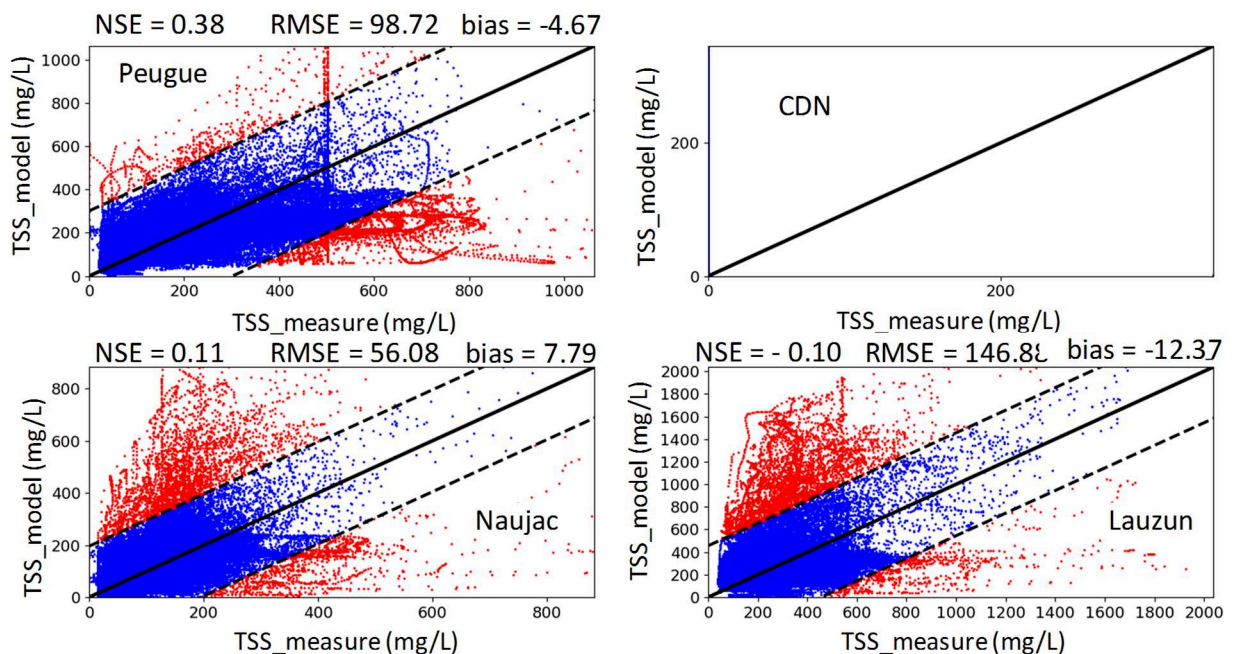 NSE = 0.38 RMSE = 98.72 bias = -4.67
Peugue
TSS_model (mg/L)
1000
800
600
400
200
0
0 200 400 600 800 1000
TSS_measure (mg/L)
CDN
TSS_model (mg/L)
200
0
0 200
TSS_measure (mg/L)
NSE = 0.11 RMSE = 56.08 bias = 7.79
Naujac
TSS_model (mg/L)
800
600
400
200
0
0 200 400 600 800
TSS_measure (mg/L)
NSE = - 0.10 RMSE = 146.88 bias = -12.37
Lauzun
TSS_model (mg/L)
2000
1800
1600
1400
1200
1000
800
600
400
200
0
0 200 400 600 800 1000 1200 1400 1600 1800 2000
TSS_measure (mg/L)